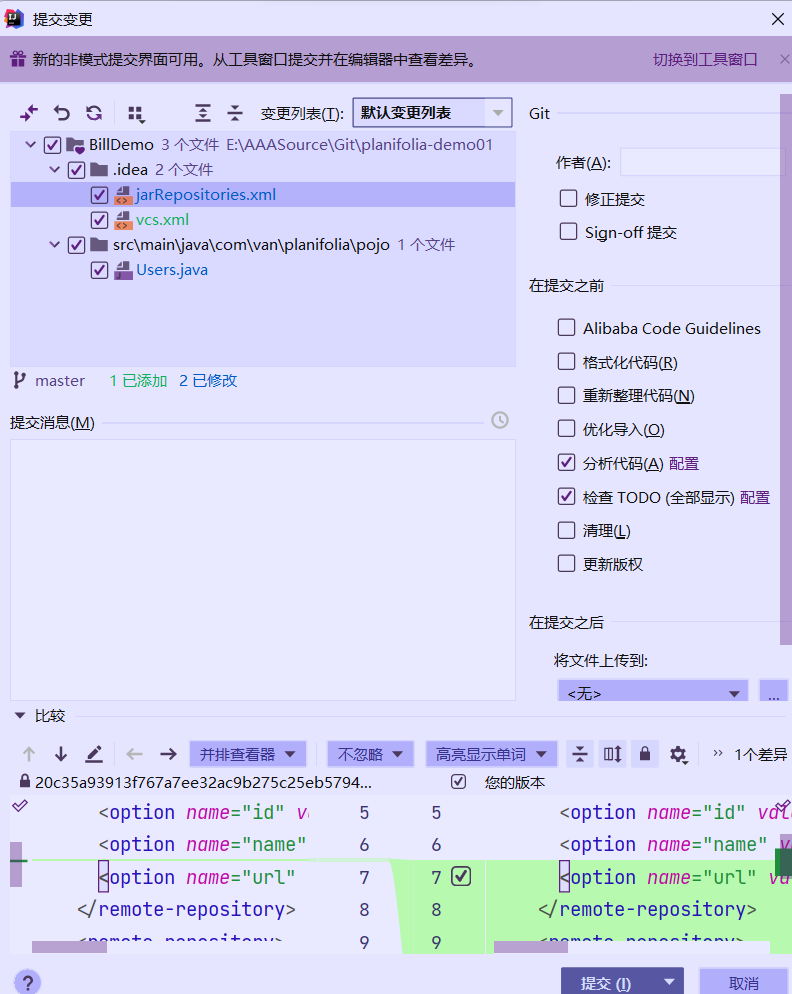 提交变更
新的非模式提交界面可用。从工具窗口提交并在编辑器中查看差异。 切换到工具窗口
变更列表(T): 默认变更列表
BillDemo 3 个文件 E:\AAASource\Git\planifolia-demo01
.idea 2 个文件
jarRepositories.xml
vcs.xml
src\main\java\com\van\planifolia\pojo 1 个文件
Users.java
master 1 已添加 2 已修改
提交消息(M)
Git
作者(A):
修正提交
Sign-off 提交
在提交之前
Alibaba Code Guidelines
格式化代码(R)
重新整理代码(N)
优化导入(O)
分析代码(A) 配置
检查 TODO (全部显示) 配置
清理(L)
更新版权
在提交之后
将文件上传到:
<无> ...
比较
并排查看器 不忽略 高亮显示单词 » 1个差异
20c35a93913f767a7ee32ac9b275c25eb5794... 您的版本
<option name="id" v 5 5 <option name="id" val
<option name="name" 6 6 <option name="name" v
<option name="url" 7 7 <option name="url" va
</remote-repository> 8 8 </remote-repository>
<remote-repository> 9 9 <remote-repository>
? 提交 (I) 取消